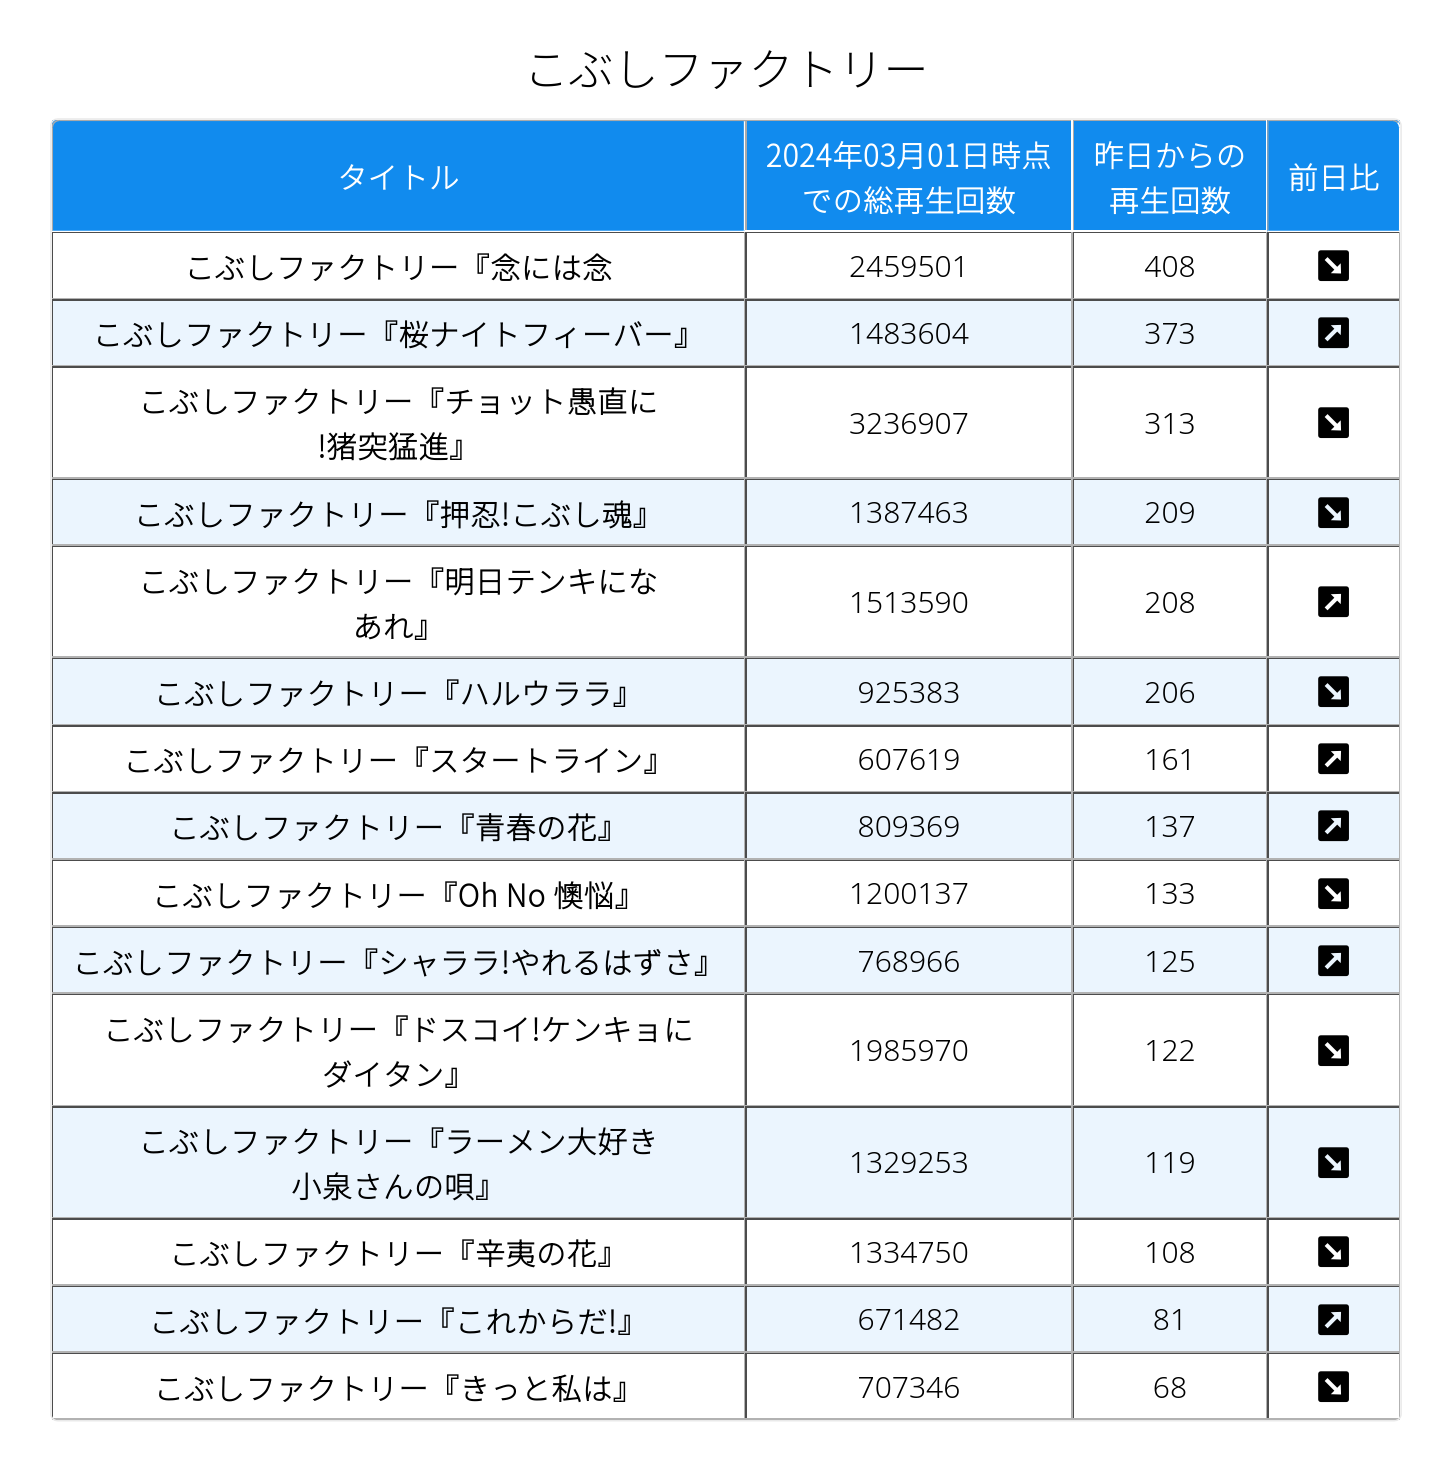 こぶしファクトリー
タイトル
2024年03月01日時点
での総再生回数
昨日からの
再生回数
前日比
こぶしファクトリー『念には念 2459501 408
こぶしファクトリー『桜ナイトフィーバー』 1483604 373
こぶしファクトリー『チョット愚直に
!猪突猛進』 3236907 313
こぶしファクトリー『押忍!こぶし魂』 1387463 209
こぶしファクトリー『明日テンキにな
あれ』 1513590 208
こぶしファクトリー『ハルウララ』 925383 206
こぶしファクトリー『スタートライン』 607619 161
こぶしファクトリー『青春の花』 809369 137
こぶしファクトリー『Oh No 懊悩』 1200137 133
こぶしファクトリー『シャララ!やれるはずさ』 768966 125
こぶしファクトリー『ドスコイ!ケンキョに
ダイタン』 1985970 122
こぶしファクトリー『ラーメン大好き
小泉さんの唄』 1329253 119
こぶしファクトリー『辛夷の花』 1334750 108
こぶしファクトリー『これからだ!』 671482 81
こぶしファクトリー『きっと私は』 707346 68